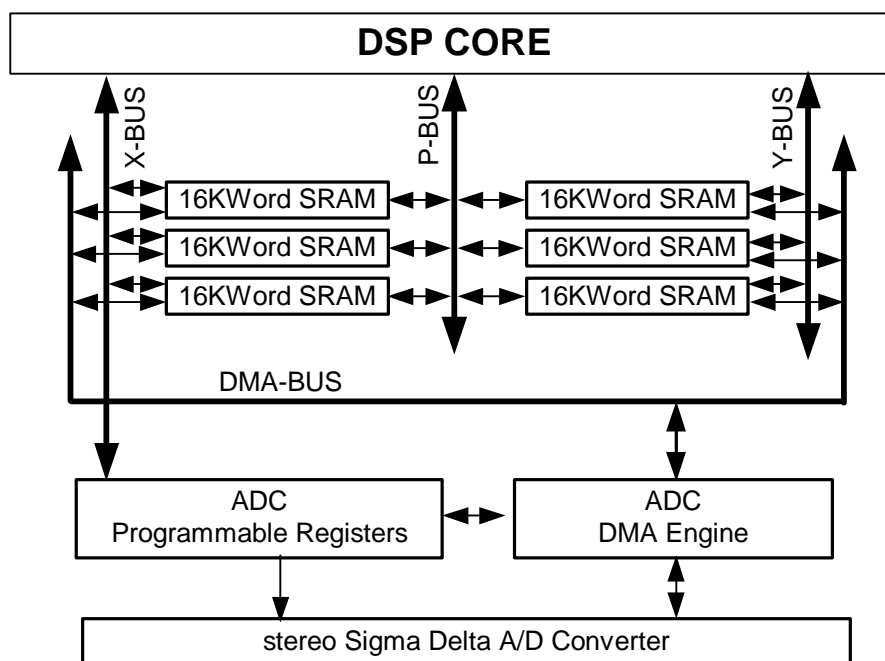 DSP CORE
X-BUS
P-BUS
Y-BUS
16KWord SRAM
16KWord SRAM
16KWord SRAM
16KWord SRAM
16KWord SRAM
16KWord SRAM
DMA-BUS
ADC
Programmable Registers
ADC
DMA Engine
stereo Sigma Delta A/D Converter